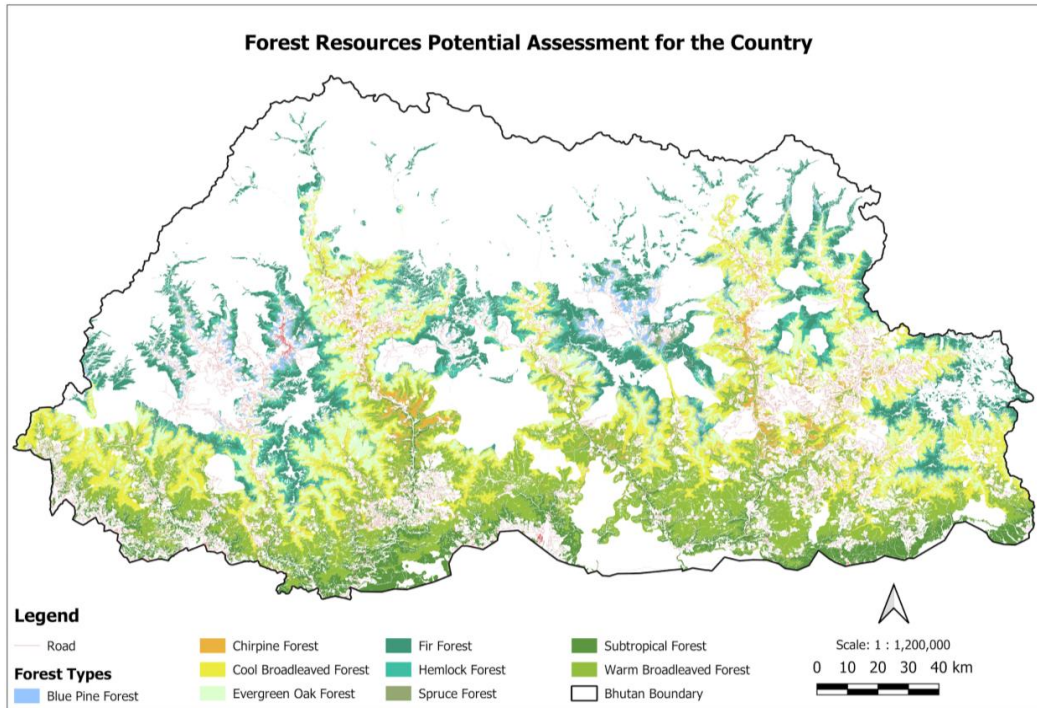 Forest Resources Potential Assessment for the Country
Legend
Road
Forest Types
Blue Pine Forest
Chirpine Forest
Cool Broadleaved Forest
Evergreen Oak Forest
Fir Forest
Hemlock Forest
Spruce Forest
Subtropical Forest
Warm Broadleaved Forest
Bhutan Boundary
Scale: 1 : 1,200,000
0 10 20 30 40 km